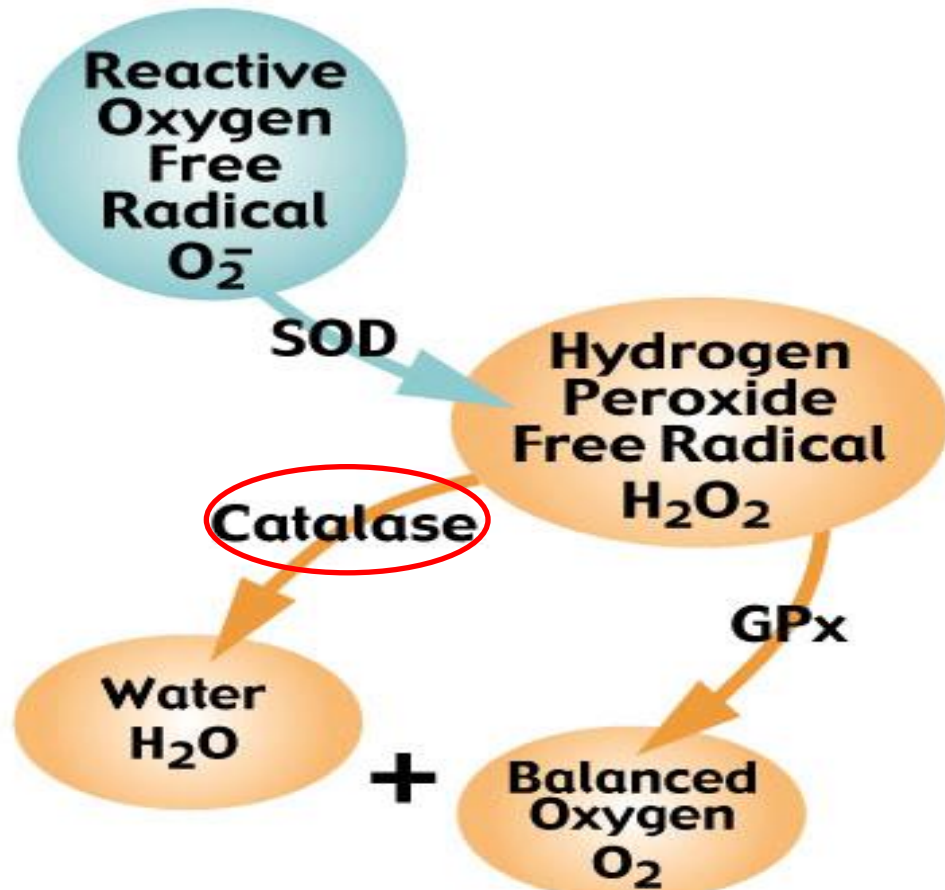 Reactive
Oxygen
Free
Radical
O₂⁻
SOD
Hydrogen
Peroxide
Free Radical
H₂O₂
Catalase
GPx
Water
H₂O
+
Balanced
Oxygen
O₂